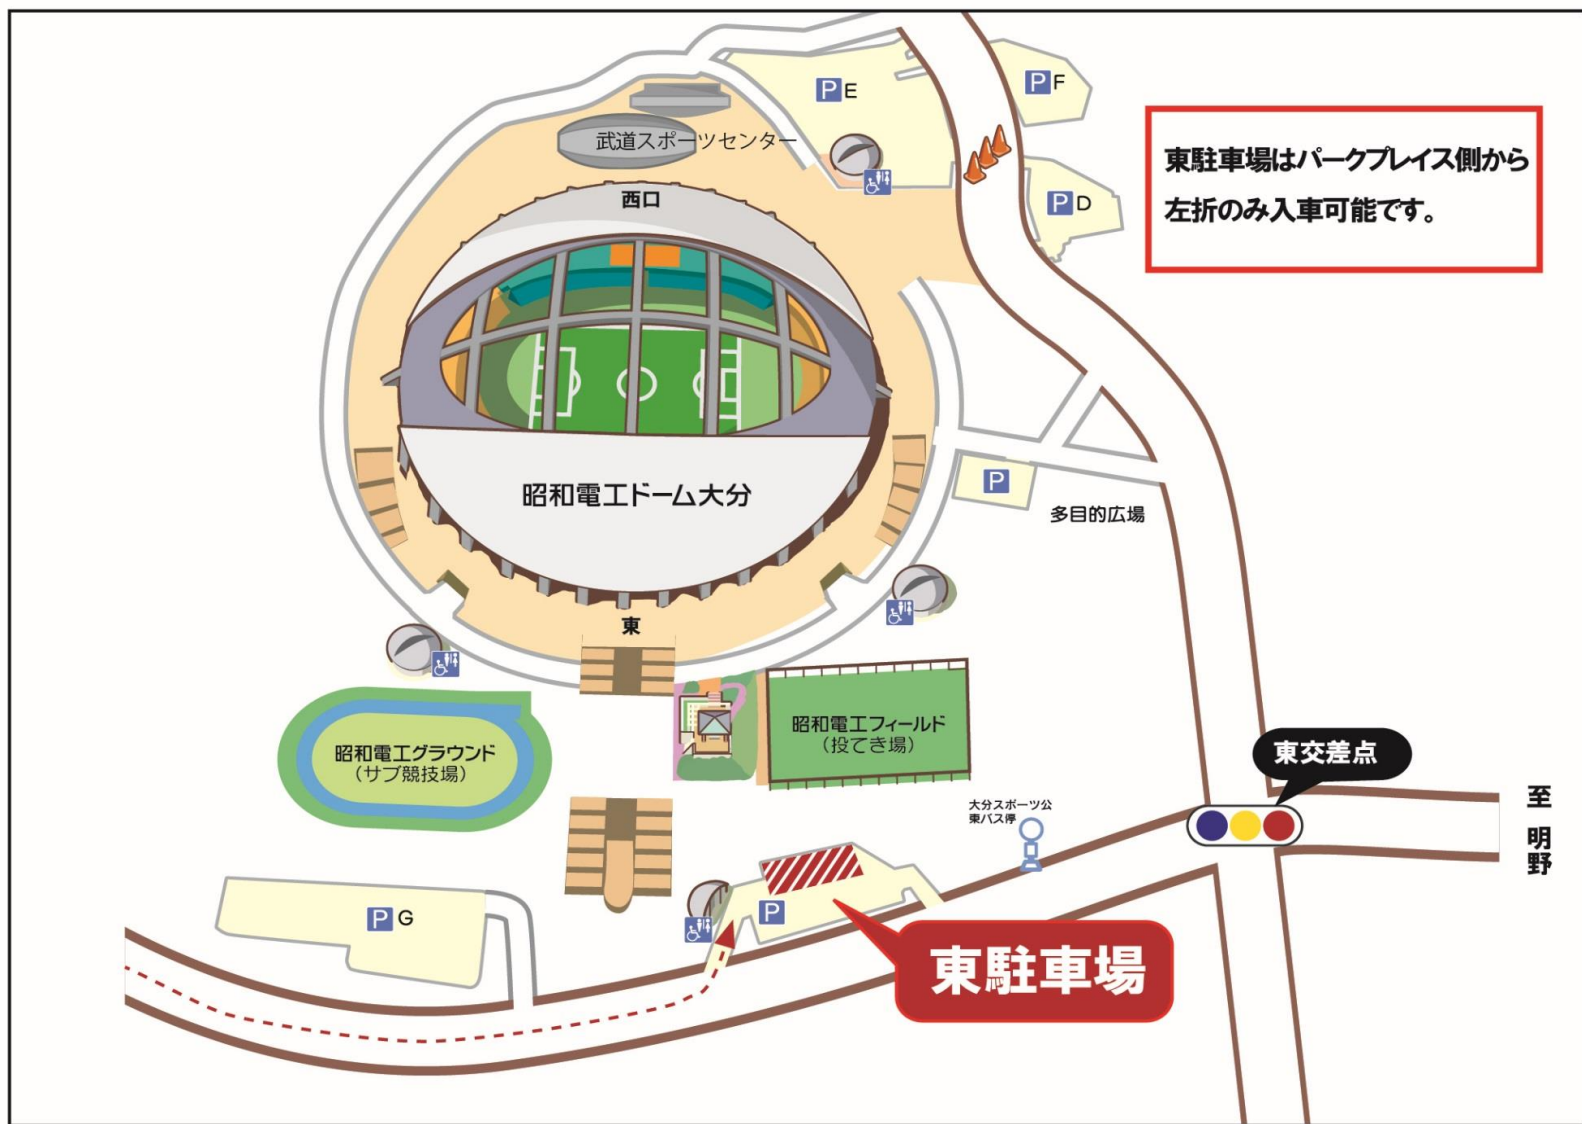 P E
P F
武道スポーツセンター
東駐車場はパークプレイス側から
左折のみ入車可能です。
西口
P D
昭和電工ドーム大分
P
多目的広場
東
昭和電工グラウンド
(サブ競技場)
昭和電工フィールド
(投てき場)
東交差点
大分スポーツ公
東バス停
至 明野
P G
P
東駐車場